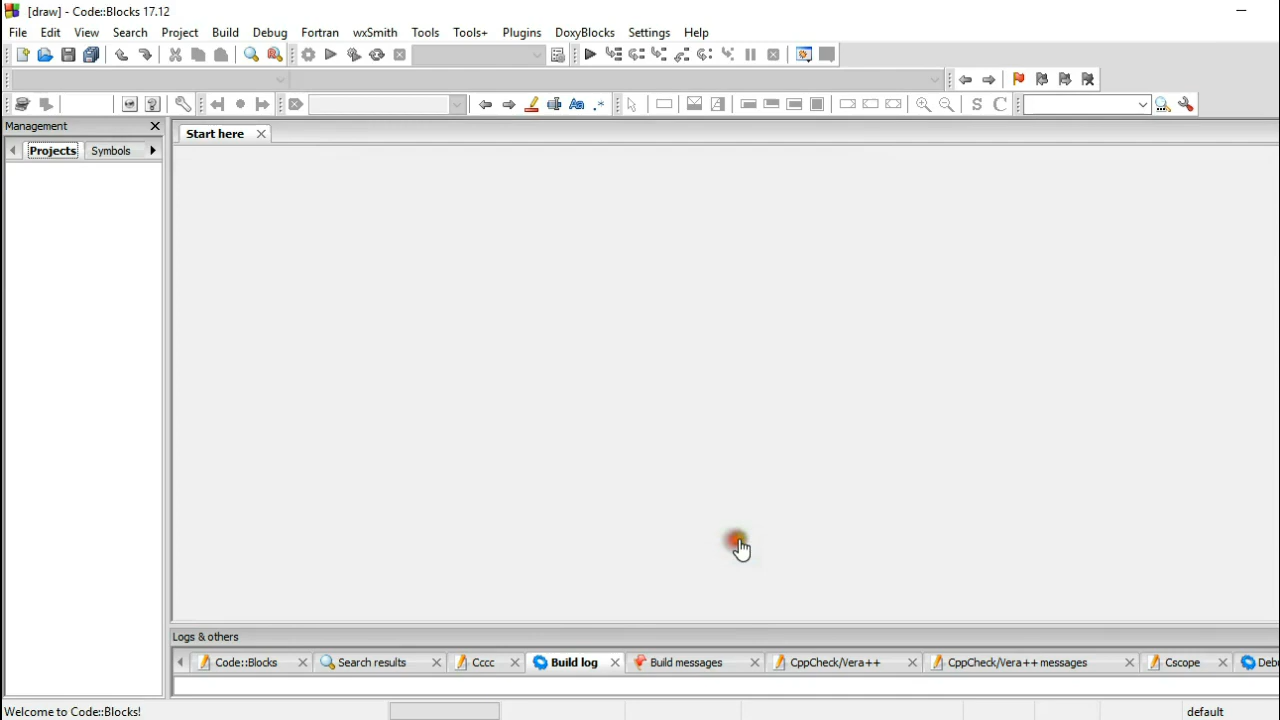 [draw] - Code::Blocks 17.12
File Edit View Search Project Build Debug Fortran wxSmith Tools Tools+ Plugins DoxyBlocks Settings Help
S C
Management
Start here
Projects Symbols
Logs & others
Code::Blocks Search results Cccc Build log Build messages CppCheck/Vera++ CppCheck/Vera++ messages Cscope Deb
Welcome to Code::Blocks! default